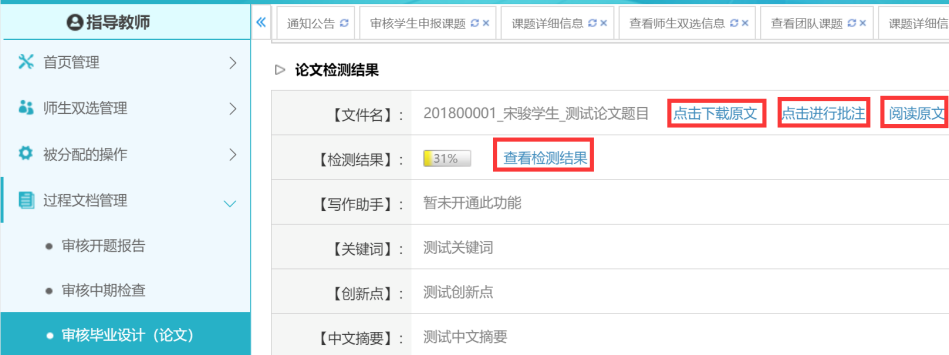 指导教师
首页管理
师生双选管理
被分配的操作
过程文档管理
审核开题报告
审核中期检查
审核毕业设计（论文）
通知公告 审核学生申报课题 课题详细信息 查看师生双选信息 查看团队课题 课题详细信
论文检测结果
【文件名】: 201800001_宋骏学生_测试论文题目 点击下载原文 点击进行批注 阅读原文
【检测结果】: 31% 查看检测结果
【写作助手】: 暂未开通此功能
【关键词】: 测试关键词
【创新点】: 测试创新点
【中文摘要】: 测试中文摘要